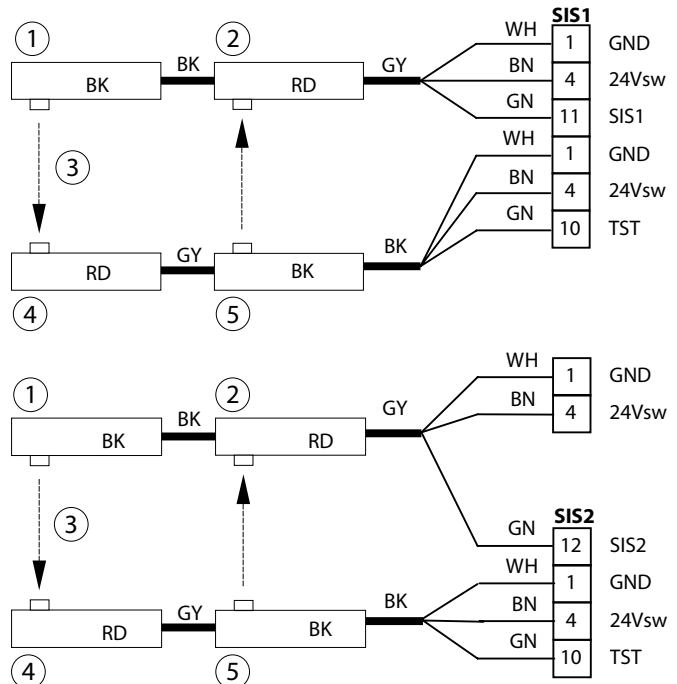 SIS1
1 2 WH 1 GND
BK GY BN 4 24Vsw
BK RD GN 11 SIS1
WH 1 GND
3 BN 4 24Vsw
GN 10 TST
GY BK
RD BK
4 5
WH 1 GND
1 2 GY BN 4 24Vsw
BK
BK RD
SIS2
3 GN 12 SIS2
WH 1 GND
GY BK BN 4 24Vsw
RD BK GN 10 TST
4 5